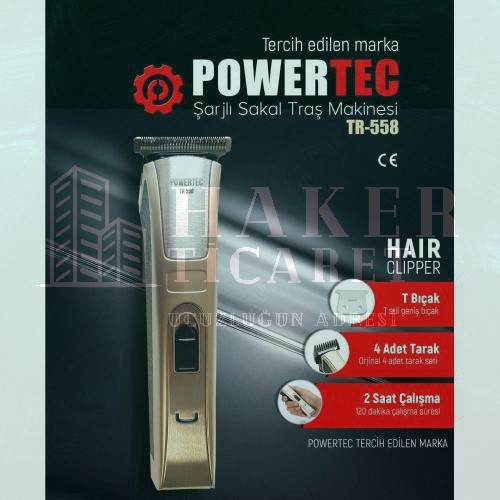 Tercih edilen marka
POWERTEC
Şarjlı Sakal Traş Makinesi
TR-558
CE
POWERTEC
TR 558
HAKER
TİCARET
UCUZLUĞUN ADRESİ
HAIR
CLIPPER
T Bıçak
T stil geniş bıçak
4 Adet Tarak
Orjinal 4 adet tarak seti
2 Saat Çalışma
120 dakika çalışma süresi
POWERTEC TERCİH EDİLEN MARKA